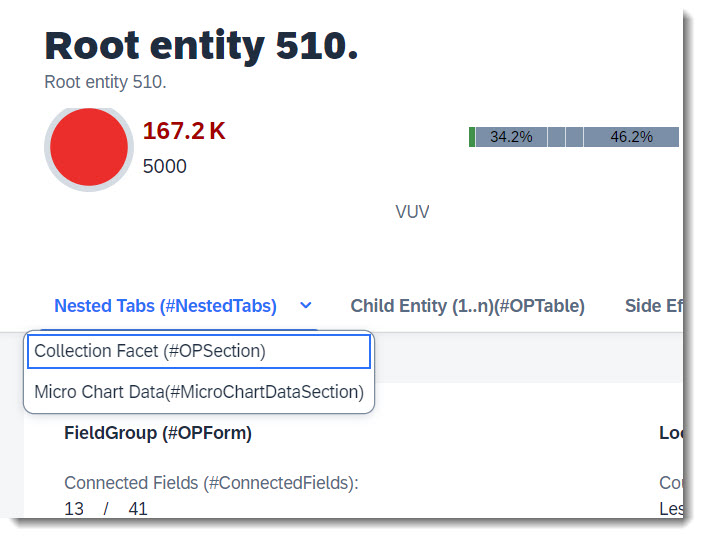 Root entity 510.
Root entity 510.
167.2 K
5000
34.2% 46.2%
VUV
Nested Tabs (#NestedTabs) Child Entity (1..n)(#OPTable) Side Ef
Collection Facet (#OPSection)
Micro Chart Data(#MicroChartDataSection)
FieldGroup (#OPForm)
Connected Fields (#ConnectedFields):
13 / 41
Les